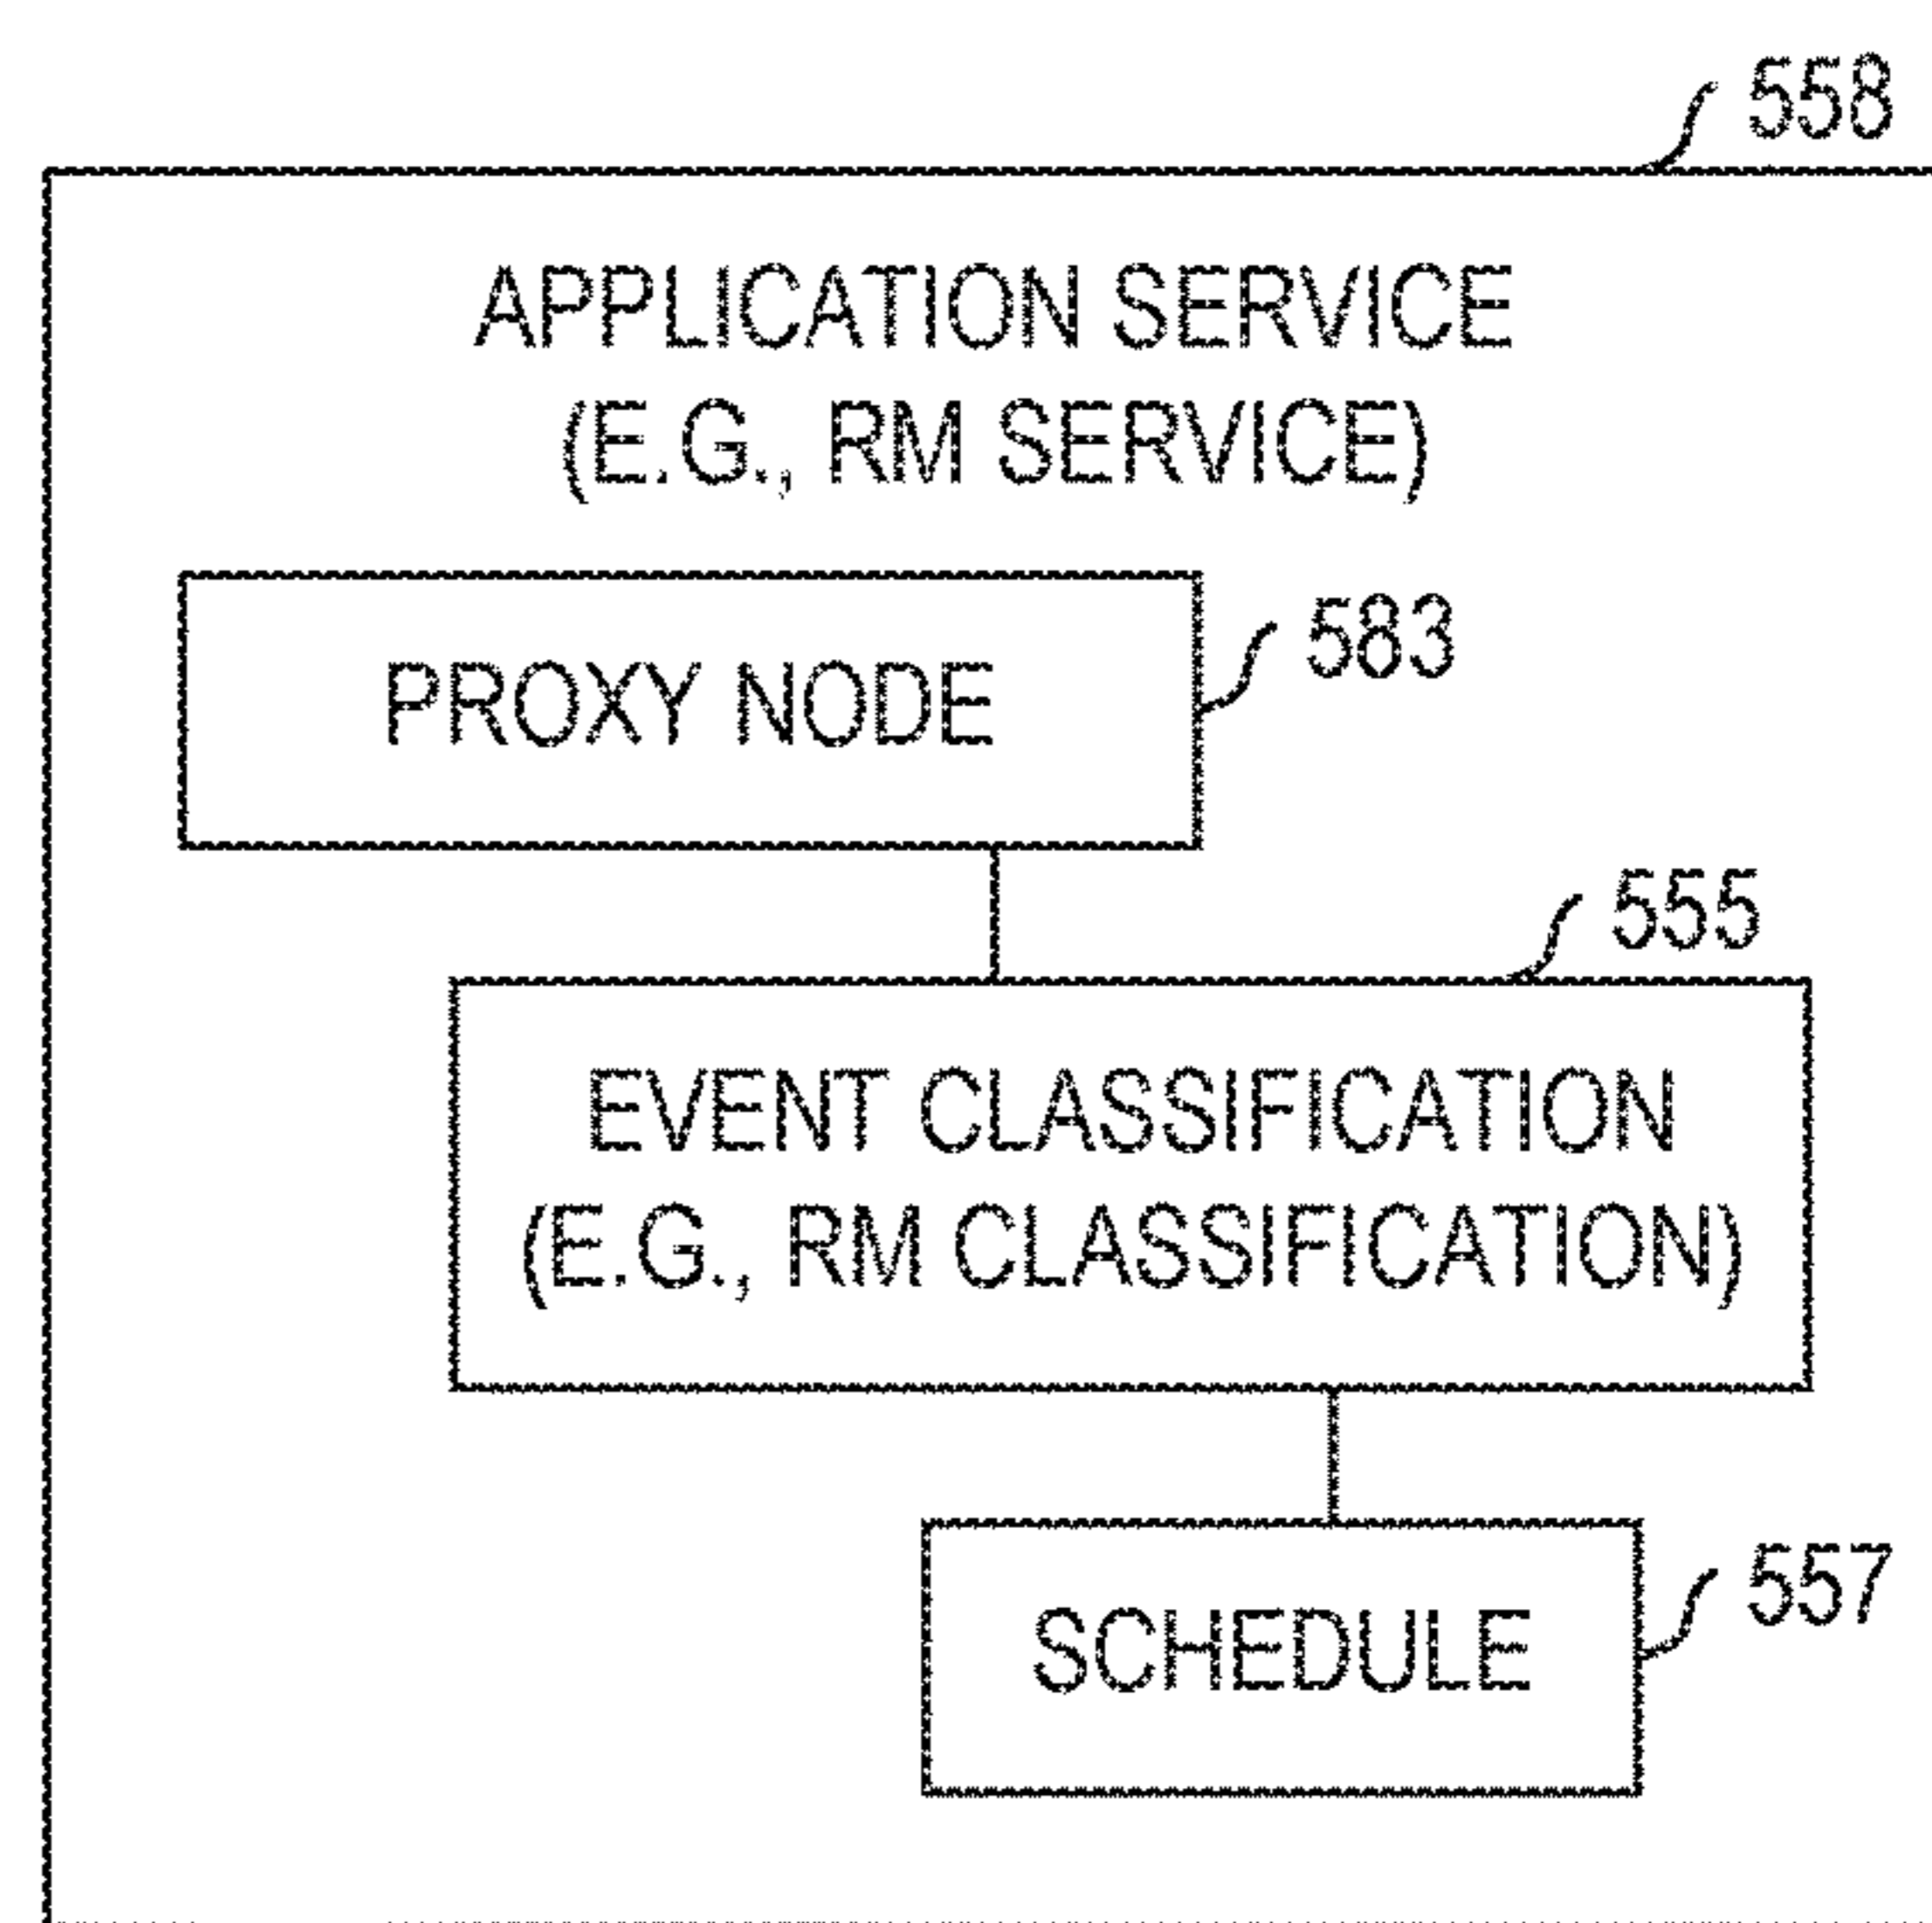 558
APPLICATION SERVICE
(E.G., RM SERVICE)
PROXY NODE
583
555
EVENT CLASSIFICATION
(E.G., RM CLASSIFICATION)
SCHEDULE
557